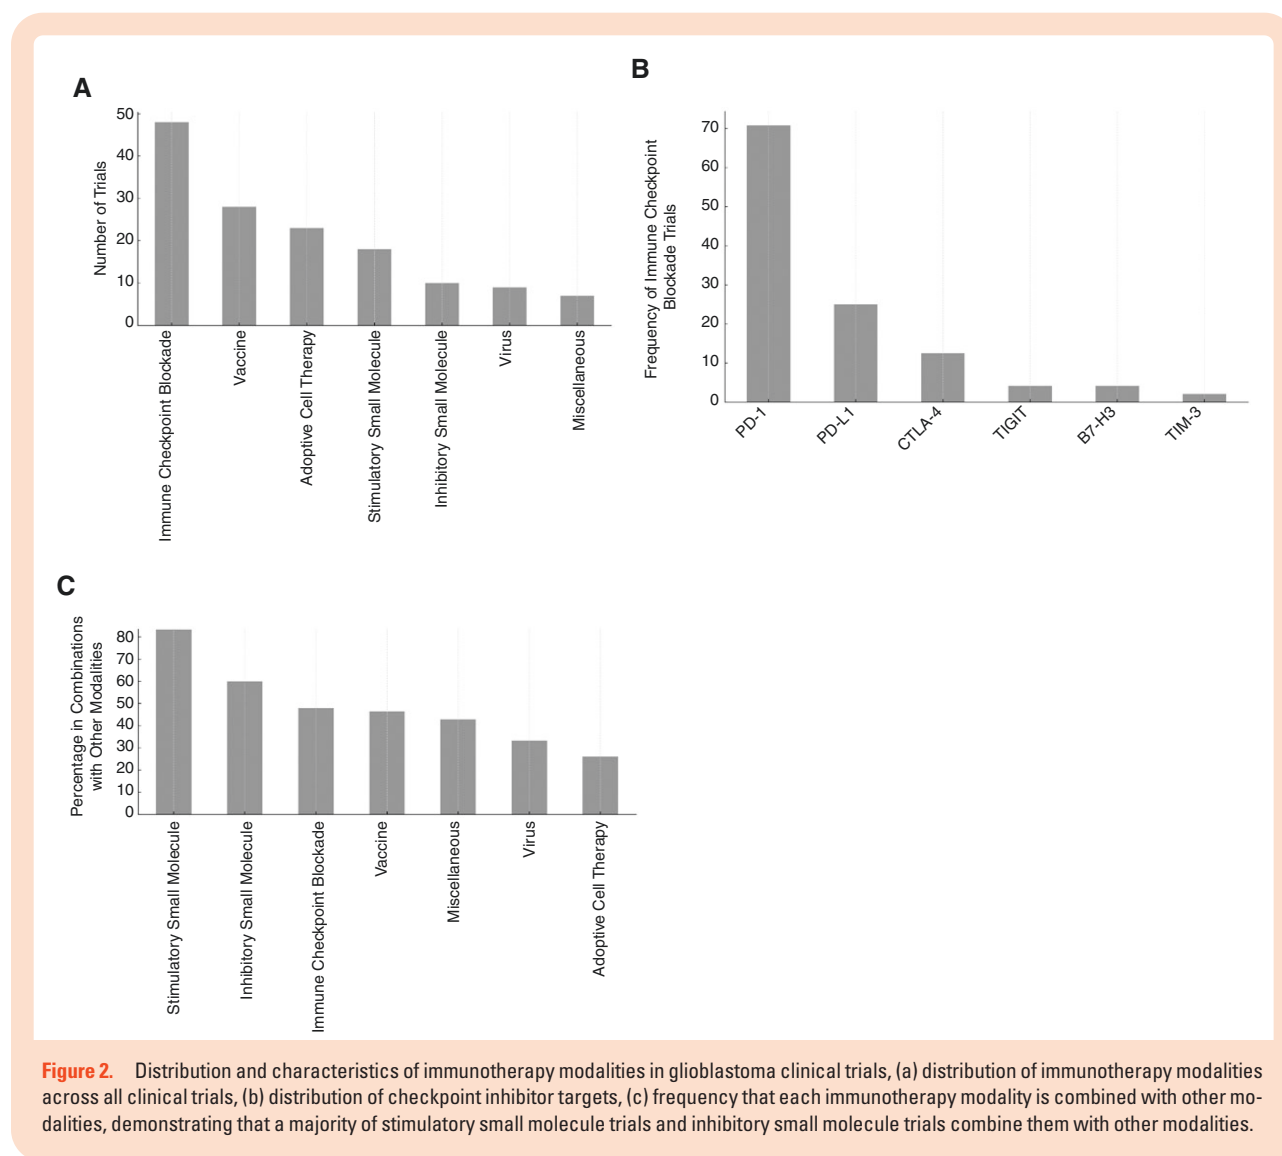 A
Number of Trials
50
40
30
20
10
0
Immune Checkpoint Blockade
Vaccine
Adoptive Cell Therapy
Stimulatory Small Molecule
Inhibitory Small Molecule
Virus
Miscellaneous
B
Frequency of Immune Checkpoint
Blockade Trials
70
60
50
40
30
20
10
0
PD-1
PD-L1
CTLA-4
TIGIT
B7-H3
TIM-3
C
Percentage in Combinations
with Other Modalities
80
70
60
50
40
30
20
10
0
Stimulatory Small Molecule
Inhibitory Small Molecule
Immune Checkpoint Blockade
Vaccine
Miscellaneous
Virus
Adoptive Cell Therapy
Figure 2. Distribution and characteristics of immunotherapy modalities in glioblastoma clinical trials, (a) distribution of immunotherapy modalities
across all clinical trials, (b) distribution of checkpoint inhibitor targets, (c) frequency that each immunotherapy modality is combined with other mo-
dalities, demonstrating that a majority of stimulatory small molecule trials and inhibitory small molecule trials combine them with other modalities.